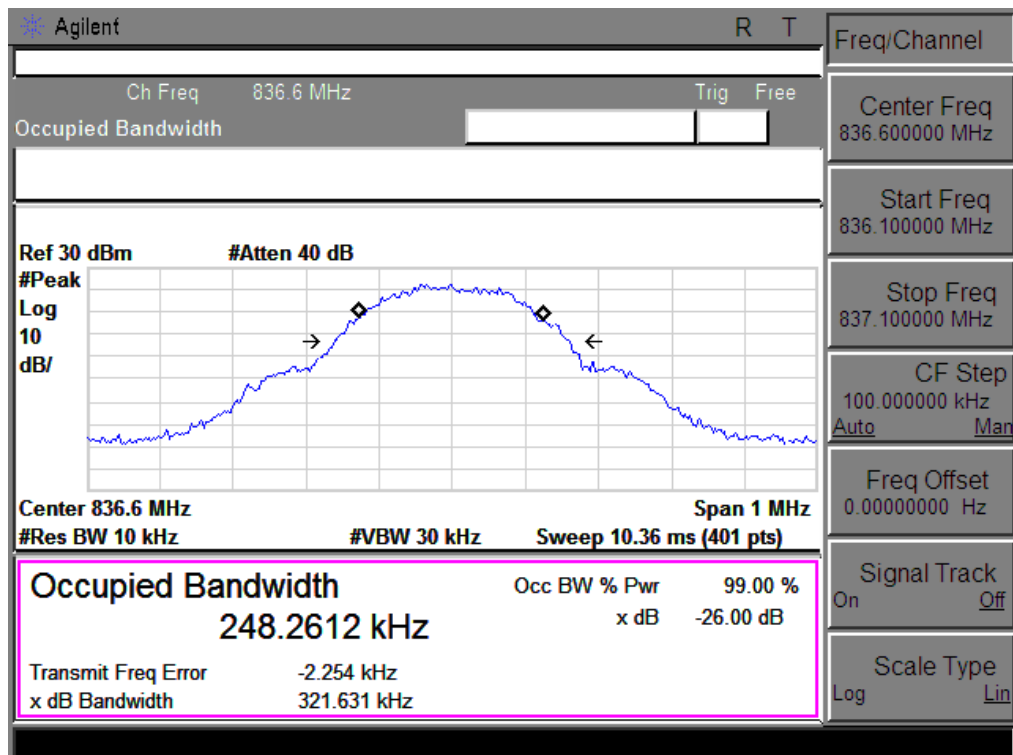 Agilent
R T
Freq/Channel
Ch Freq 836.6 MHz Trig Free
Occupied Bandwidth
Center Freq
836.600000 MHz
Start Freq
836.100000 MHz
Stop Freq
837.100000 MHz
CF Step
100.000000 kHz
Auto Man
Freq Offset
0.00000000 Hz
Signal Track
On Off
Scale Type
Log Lin
Ref 30 dBm #Atten 40 dB
#Peak
Log
10
dB/
Center 836.6 MHz Span 1 MHz
#Res BW 10 kHz #VBW 30 kHz Sweep 10.36 ms (401 pts)
Occupied Bandwidth Occ BW % Pwr 99.00 %
248.2612 kHz x dB -26.00 dB
Transmit Freq Error -2.254 kHz
x dB Bandwidth 321.631 kHz